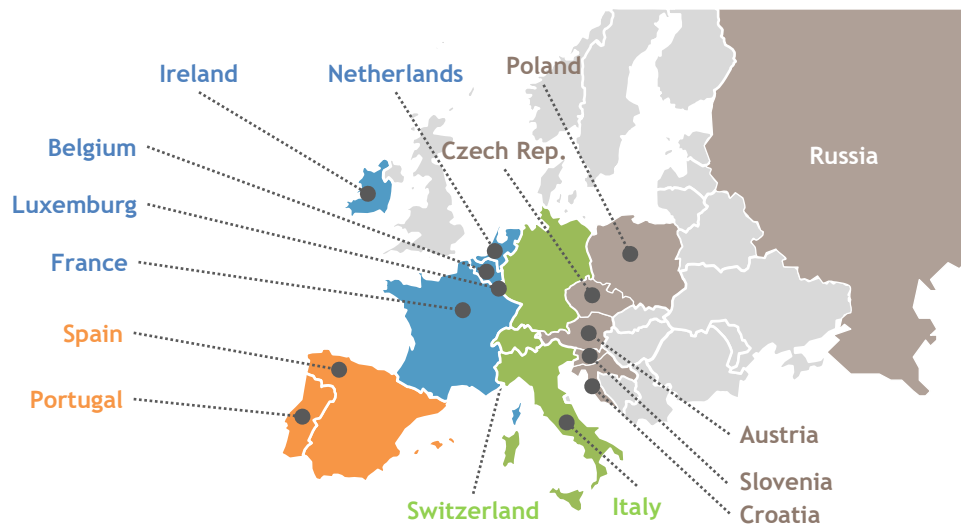 Poland
Ireland
Netherlands
Belgium
Czech Rep.
Russia
Luxemburg
France
Spain
Portugal
Austria
Slovenia
Switzerland
Italy
Croatia